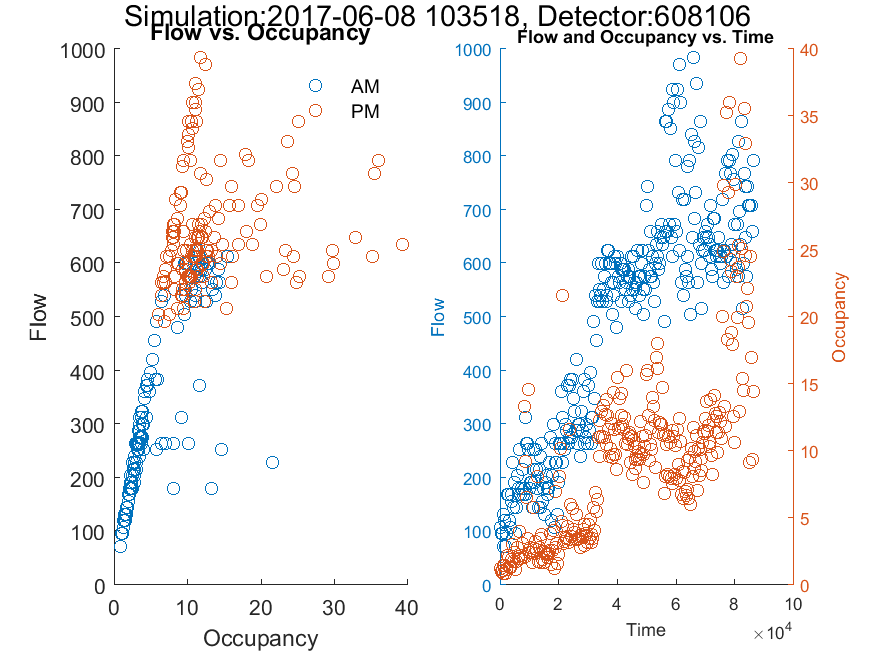 Simulation:2017-06-08 103518, Detector:608106
Flow vs. Occupancy
1000
900
800
700
600
500
400
300
200
100
0
Flow
0 10 20 30 40
Occupancy
AM
PM
Flow and Occupancy vs. Time
1000
900
800
700
600
500
400
300
200
100
0
Flow
40
35
30
25
20
15
10
5
0
Occupancy
0 2 4 6 8 10
×10^4
Time